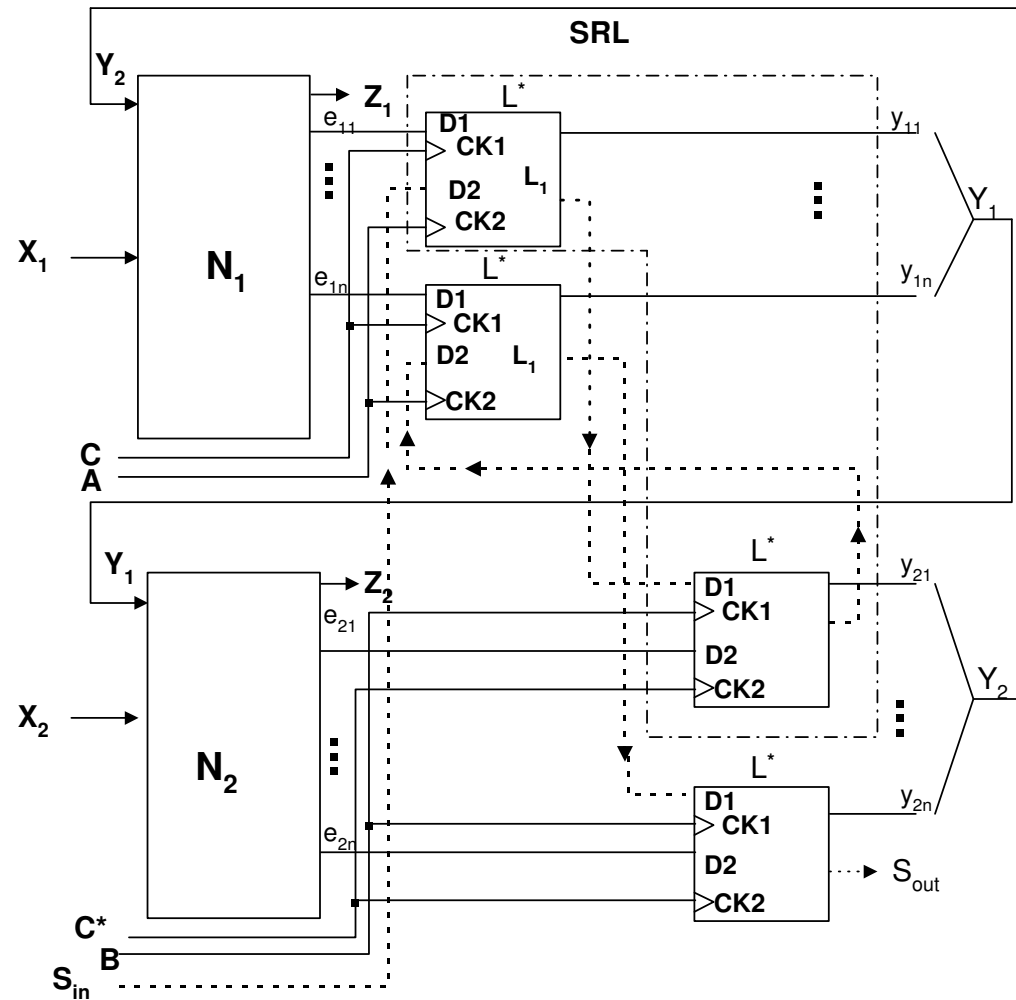 SRL
Y₂
Z₁
L*
e₁₁
D1
CK1
L₁
D2
CK2
y₁₁
X₁
N₁
Y₁
L*
e₁ₙ
D1
CK1
D2
L₁
CK2
y₁ₙ
C
A
Y₁
Z₂
L*
e₂₁
D1
CK1
D2
CK2
y₂₁
X₂
N₂
Y₂
L*
e₂ₙ
D1
CK1
D2
CK2
y₂ₙ
Sₒᵤₜ
C*
B
Sᵢₙ